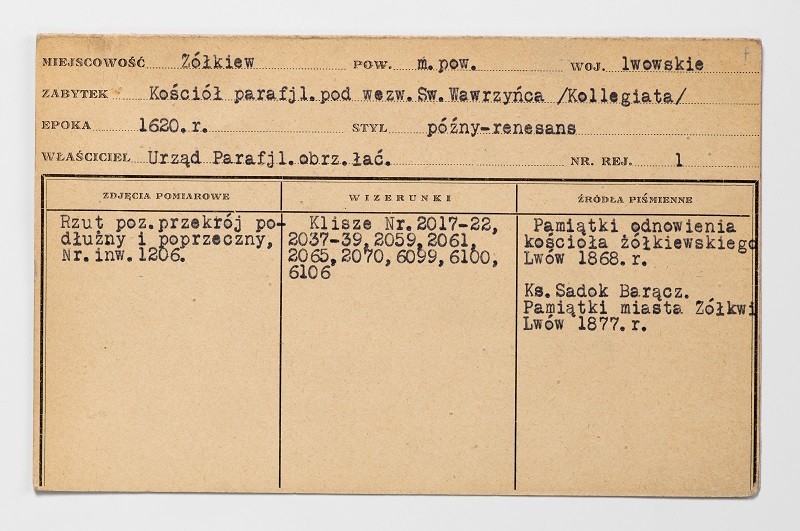 MIEJSCOWOŚĆ Żółkiew POW. m.pow. WOJ. lwowskie
ZABYTEK Kościół parafjl.pod wezw.Św.Wawrzyńca /Kollegiata/
EPOKA 1620.r. STYL późny-renesans
WŁAŚCICIEL Urząd Parafjl.obrz.łać. NR. REJ. 1
ZDJĘCIA POMIAROWE
Rzut poz.przekrój po-
dłużny i poprzeczny,
Nr.inw.1206.
WIZERUNKI
Klisze Nr.2017-22,
2037-39,2059,2061,
2065,2070,6099,6100,
6106
ŹRÓDŁA PIŚMIENNE
Pamiątki odnowienia
kościoła żółkiewskiego
Lwów 1868.r.
Ks.Sadok Barącz.
Pamiątki miasta Żółkwi
Lwów 1877.r.